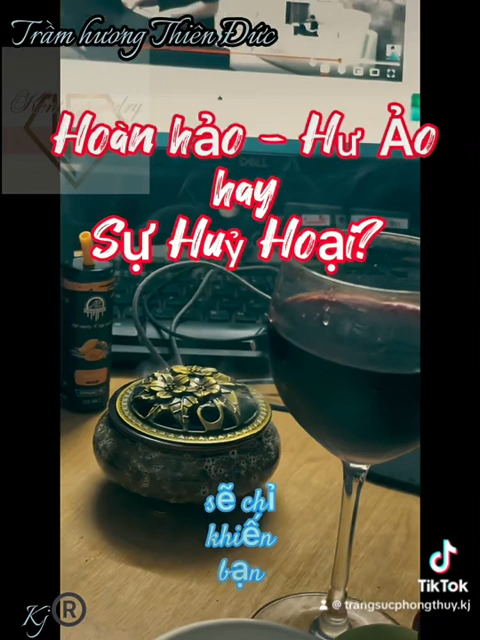 Trầm hương Thiên Đức
Hoàn hảo - Hư Ảo
hay
Sự Huỷ Hoại?
DELL
sẽ chỉ
khiến
bạn
TikTok
@ trangsucphongthuy.kj
Kj®